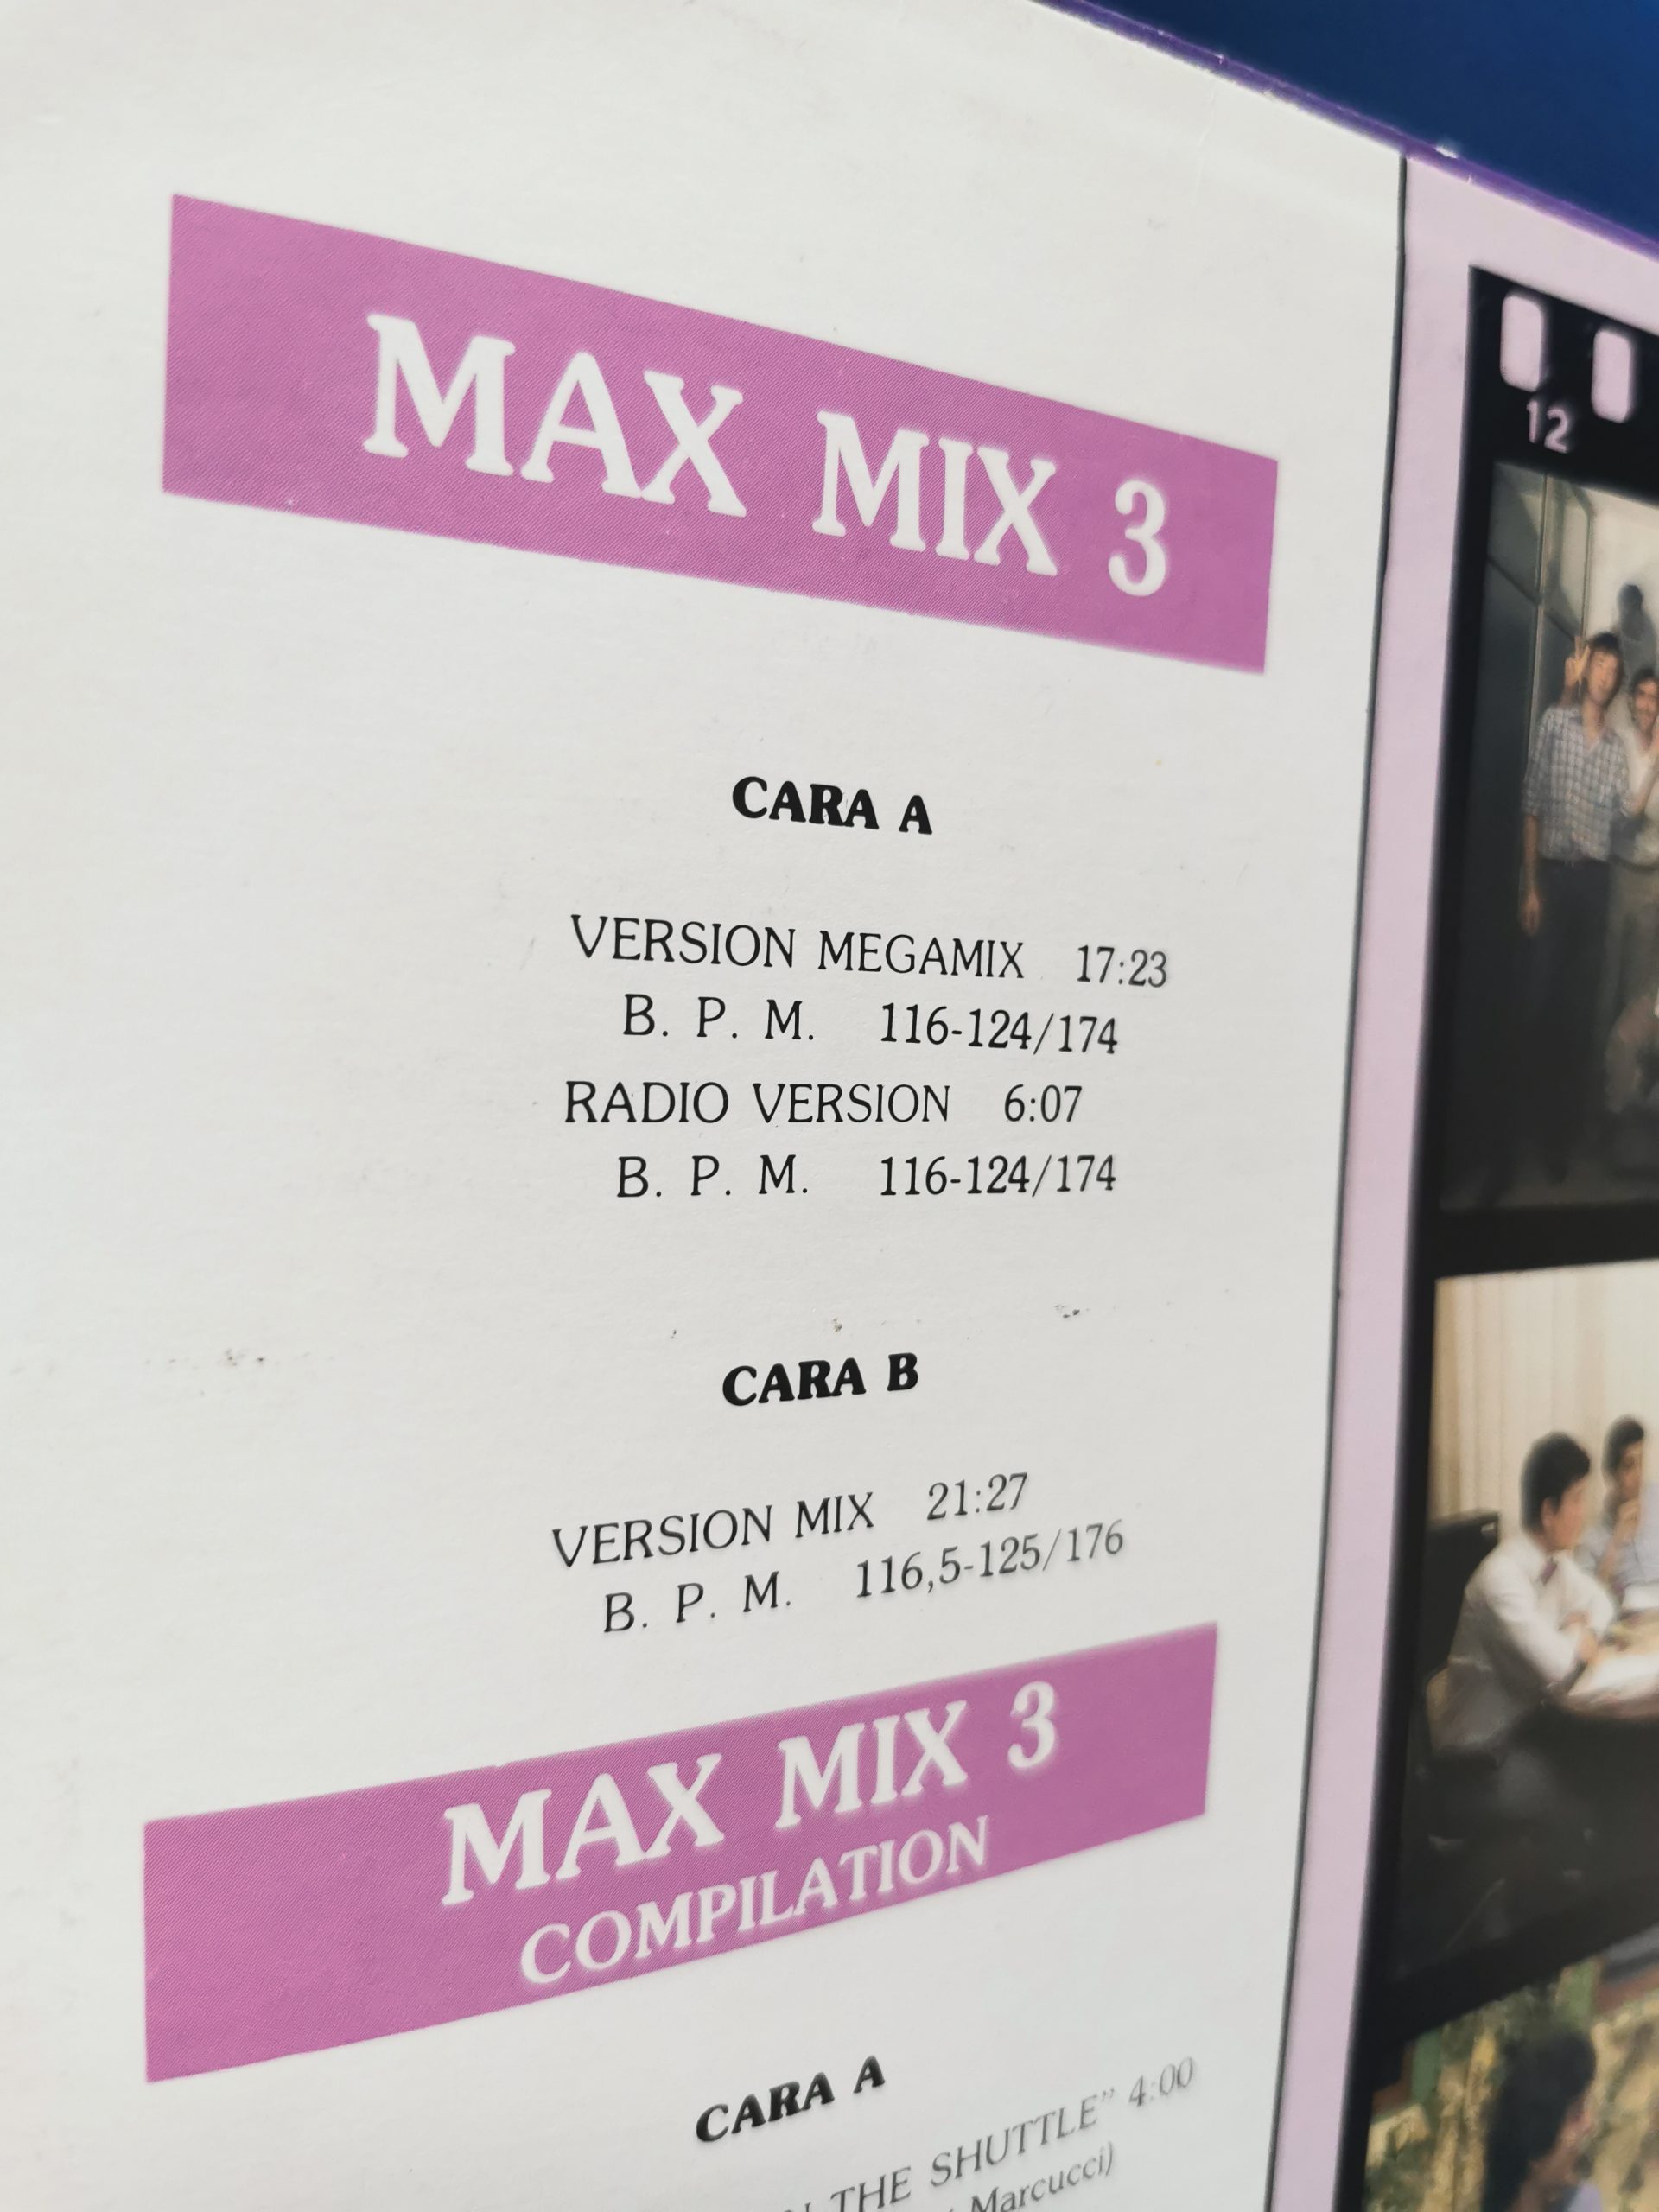 MAX MIX 3
CARA A
VERSION MEGAMIX 17:23
B. P. M. 116-124/174
RADIO VERSION 6:07
B. P. M. 116-124/174
CARA B
VERSION MIX 21:27
B. P. M. 116,5-125/176
MAX MIX 3
COMPILATION
CARA A
THE SHUTTLE” 4:00
Marcucci)
12